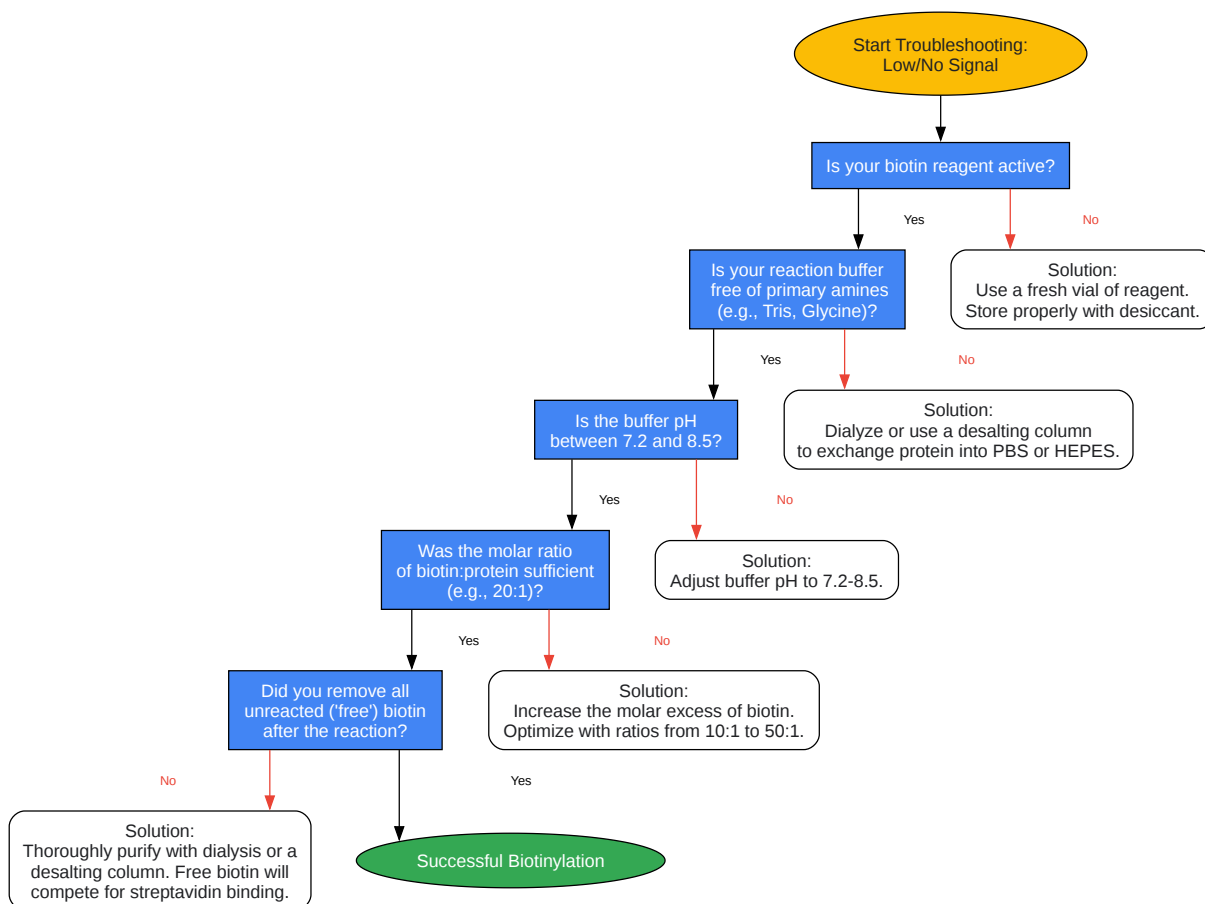 Start Troubleshooting:
Low/No Signal
Is your biotin reagent active?
Yes
No
Is your reaction buffer
free of primary amines
(e.g., Tris, Glycine)?
Solution:
Use a fresh vial of reagent.
Store properly with desiccant.
Yes
No
Is the buffer pH
between 7.2 and 8.5?
Solution:
Dialyze or use a desalting column
to exchange protein into PBS or HEPES.
Yes
No
Was the molar ratio
of biotin:protein sufficient
(e.g., 20:1)?
Solution:
Adjust buffer pH to 7.2-8.5.
Yes
No
Did you remove all
unreacted ('free') biotin
after the reaction?
Solution:
Increase the molar excess of biotin.
Optimize with ratios from 10:1 to 50:1.
No
Yes
Solution:
Thoroughly purify with dialysis or a
desalting column. Free biotin will
compete for streptavidin binding.
Successful Biotinylation